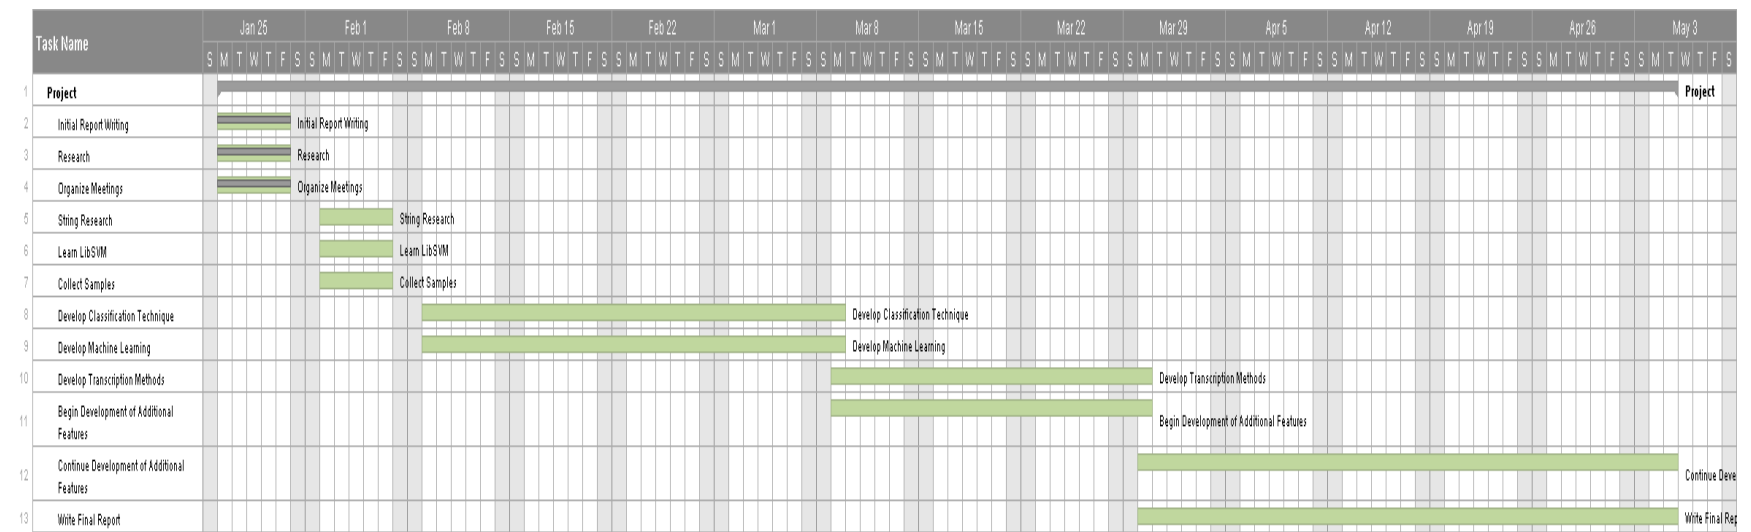 Task Name
Jan 25 Feb 1 Feb 8 Feb 15 Feb 22 Mar 1 Mar 8 Mar 15 Mar 22 Mar 29 Apr 5 Apr 12 Apr 19 Apr 26 May 3
S M T W T F S S M T W T F S S M T W T F S S M T W T F S S M T W T F S S M T W T F S S M T W T F S S M T W T F S S M T W T F S S M T W T F S S M T W T F S S M T W T F S S M T W T F S S M T W T F S S M T W T F S
1 Project Project
2 Initial Report Writing Initial Report Writing
3 Research Research
4 Organize Meetings Organize Meetings
5 String Research String Research
6 Learn LibSVM Learn LibSVM
7 Collect Samples Collect Samples
8 Develop Classification Technique Develop Classification Technique
9 Develop Machine Learning Develop Machine Learning
10 Develop Transcription Methods Develop Transcription Methods
11 Begin Development of Additional
Features
Begin Development of Additional Features
12 Continue Development of Additional
Features
Continue Deve
13 Write Final Report Write Final Rep